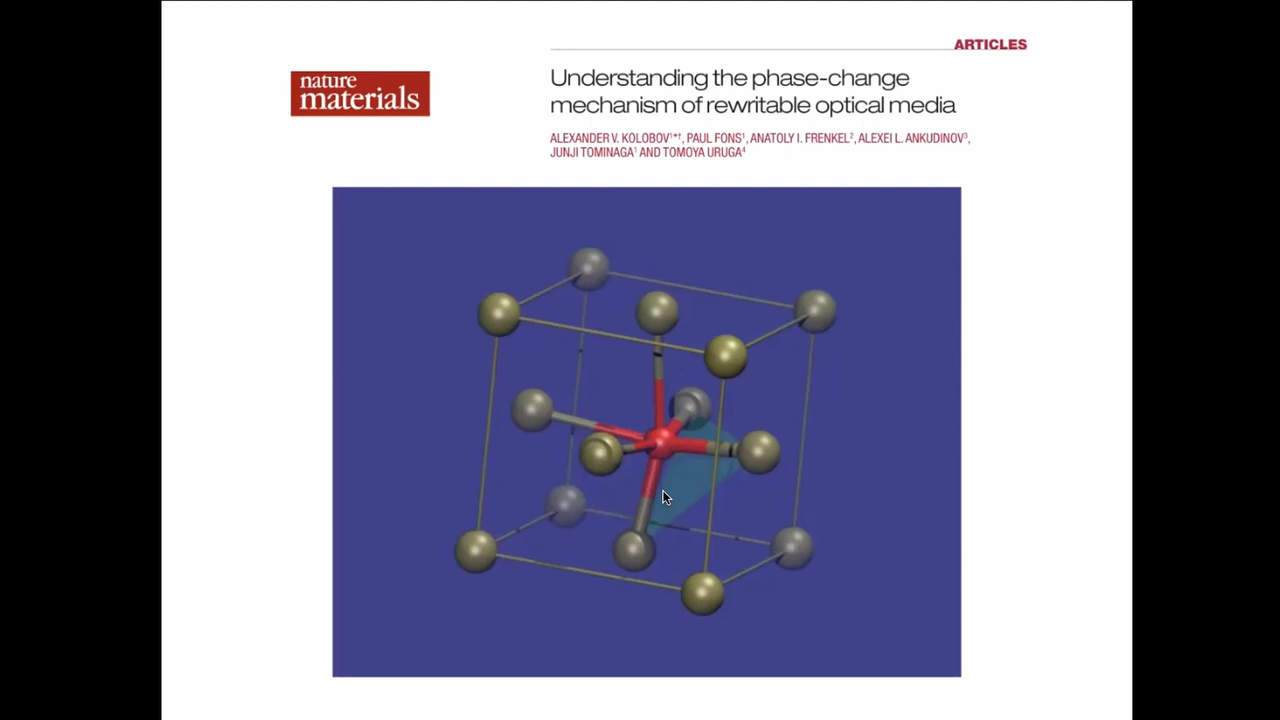 ARTICLES
nature
materials
Understanding the phase-change
mechanism of rewritable optical media
ALEXANDER V. KOLOBOV¹*†, PAUL FONS¹, ANATOLY I. FRENKEL², ALEXEI L. ANKUDINOV³,
JUNJI TOMINAGA¹ AND TOMOYA URUGA⁴